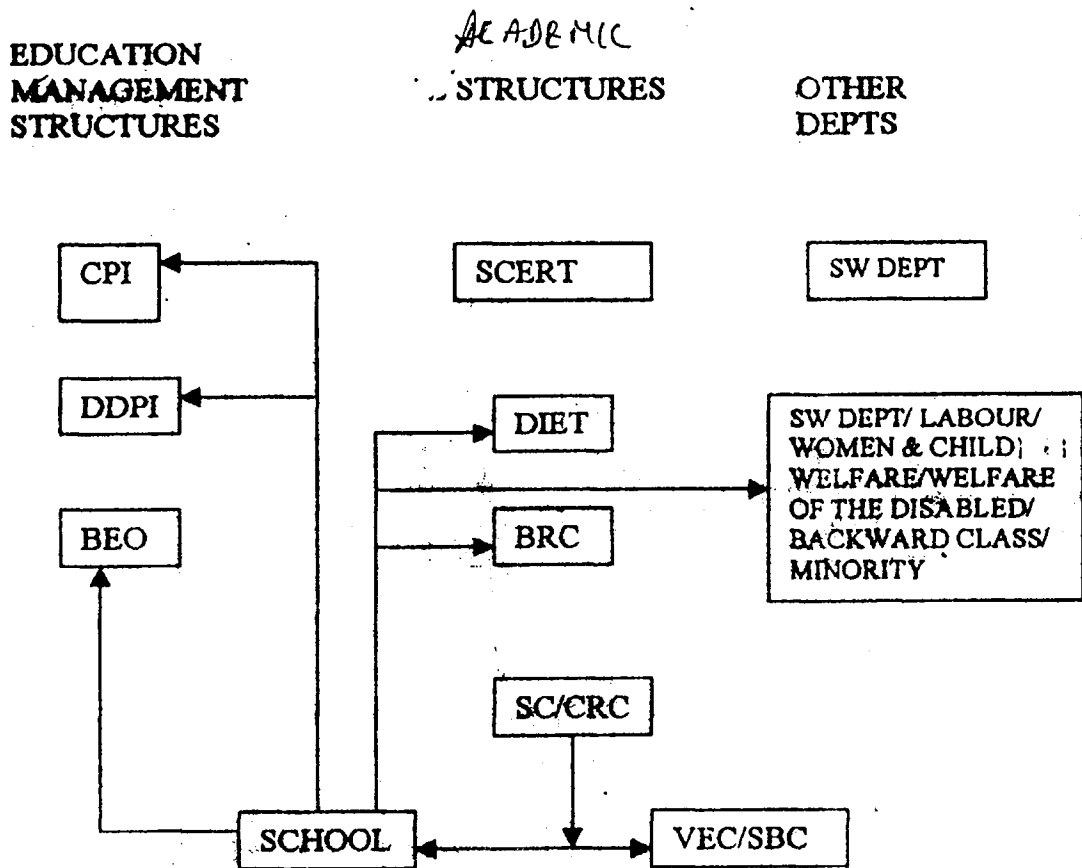 EDUCATION
MANAGEMENT
STRUCTURES
ACADEMIC
STRUCTURES
OTHER
DEPTS
CPI
SCERT
SW DEPT
DDPI
DIET
SW DEPT/ LABOUR/
WOMEN & CHILD
WELFARE/WELFARE
OF THE DISABLED/
BACKWARD CLASS/
MINORITY
BEO
BRC
SC/CRC
SCHOOL
VEC/SBC